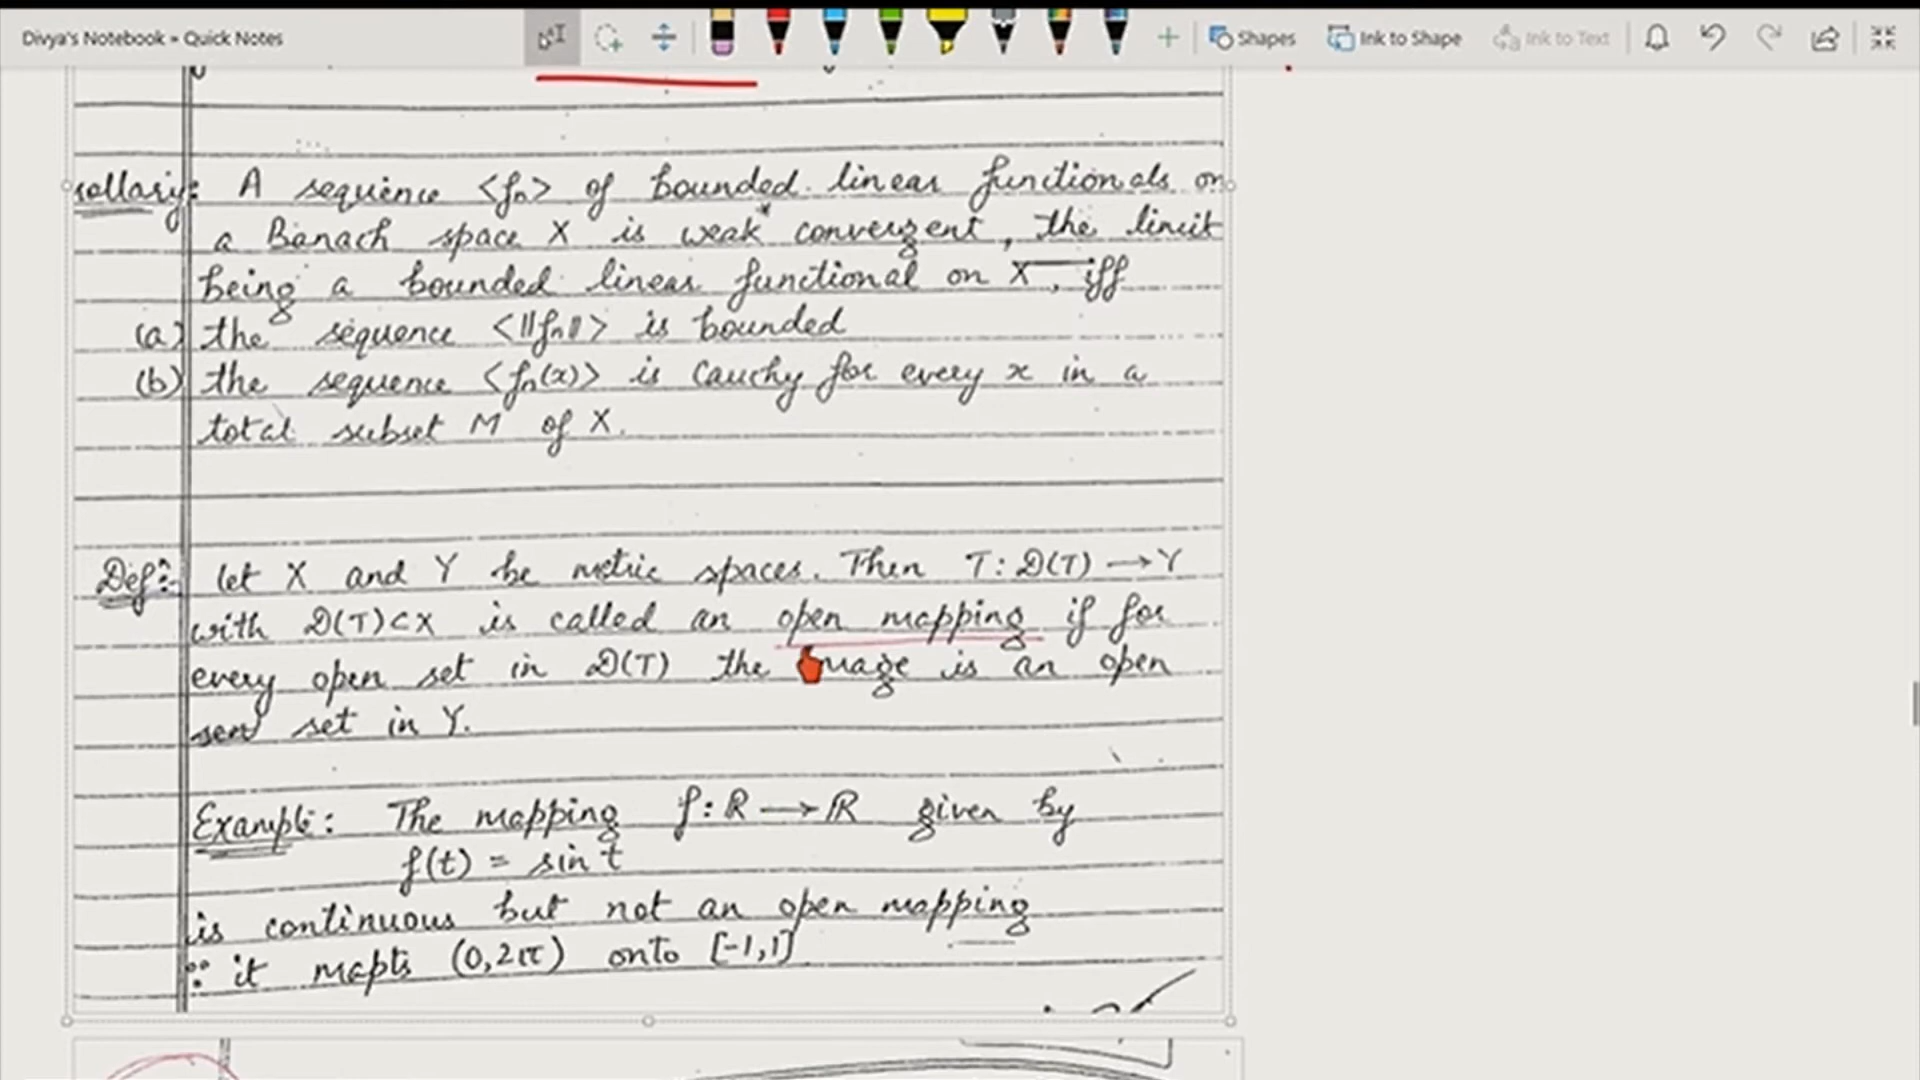 Divya's Notebook » Quick Notes
Shapes
Ink to Shape
Ink to Text
rollary: A sequence <fn> of bounded linear functionals on
a Banach space X is weak* convergent, the limit
being a bounded linear functional on X, iff
(a) the sequence <||fn||> is bounded
(b) the sequence <fn(x)> is Cauchy for every x in a
total subset M of X.
Def:- let X and Y be metric spaces. Then T: D(T) → Y
with D(T)⊂X is called an open mapping if for
every open set in D(T) the image is an open
set in Y.
Example: The mapping f: R → R given by
f(t) = sin t
is continuous but not an open mapping
∵ it mapts (0,2π) onto [-1,1]